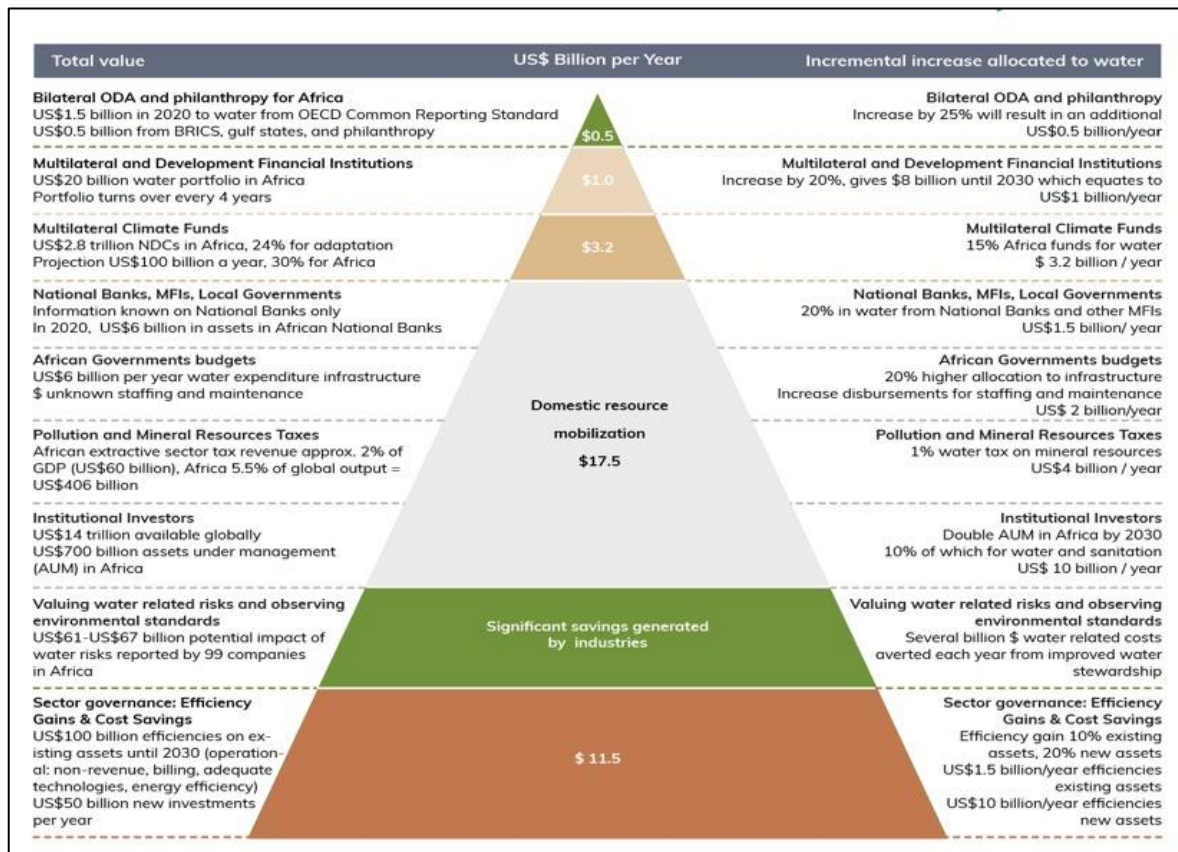 Total value
US$ Billion per Year
Incremental increase allocated to water
Bilateral ODA and philanthropy for Africa
US$1.5 billion in 2020 to water from OECD Common Reporting Standard
US$0.5 billion from BRICS, gulf states, and philanthropy
$0.5
Bilateral ODA and philanthropy
Increase by 25% will result in an additional
US$0.5 billion/year
Multilateral and Development Financial Institutions
US$20 billion water portfolio in Africa
Portfolio turns over every 4 years
$1.0
Multilateral and Development Financial Institutions
Increase by 20%, gives $8 billion until 2030 which equates to
US$1 billion/year
Multilateral Climate Funds
US$2.8 trillion NDCs in Africa, 24% for adaptation
Projection US$100 billion a year, 30% for Africa
$3.2
Multilateral Climate Funds
15% Africa funds for water
$ 3.2 billion / year
National Banks, MFIs, Local Governments
Information known on National Banks only
In 2020, US$6 billion in assets in African National Banks
National Banks, MFIs, Local Governments
20% in water from National Banks and other MFIs
US$1.5 billion/ year
African Governments budgets
US$6 billion per year water expenditure infrastructure
$ unknown staffing and maintenance
African Governments budgets
20% higher allocation to infrastructure
Increase disbursements for staffing and maintenance
US$ 2 billion/year
Domestic resource
mobilization
$17.5
Pollution and Mineral Resources Taxes
African extractive sector tax revenue approx. 2% of
GDP (US$60 billion), Africa 5.5% of global output =
US$406 billion
Pollution and Mineral Resources Taxes
1% water tax on mineral resources
US$4 billion / year
Institutional Investors
US$14 trillion available globally
US$700 billion assets under management
(AUM) in Africa
Institutional Investors
Double AUM in Africa by 2030
10% of which for water and sanitation
US$ 10 billion / year
Valuing water related risks and observing
environmental standards
US$61-US$67 billion potential impact of
water risks reported by 99 companies
in Africa
Significant savings generated
by industries
Valuing water related risks and observing
environmental standards
Several billion $ water related costs
averted each year from improved water
stewardship
Sector governance: Efficiency
Gains & Cost Savings
US$100 billion efficiencies on ex-
isting assets until 2030 (operation-
al: non-revenue, billing, adequate
technologies, energy efficiency)
US$50 billion new investments
per year
$ 11.5
Sector governance: Efficiency
Gains & Cost Savings
Efficiency gain 10% existing
assets, 20% new assets
US$1.5 billion/year efficiencies
existing assets
US$10 billion/year efficiencies
new assets